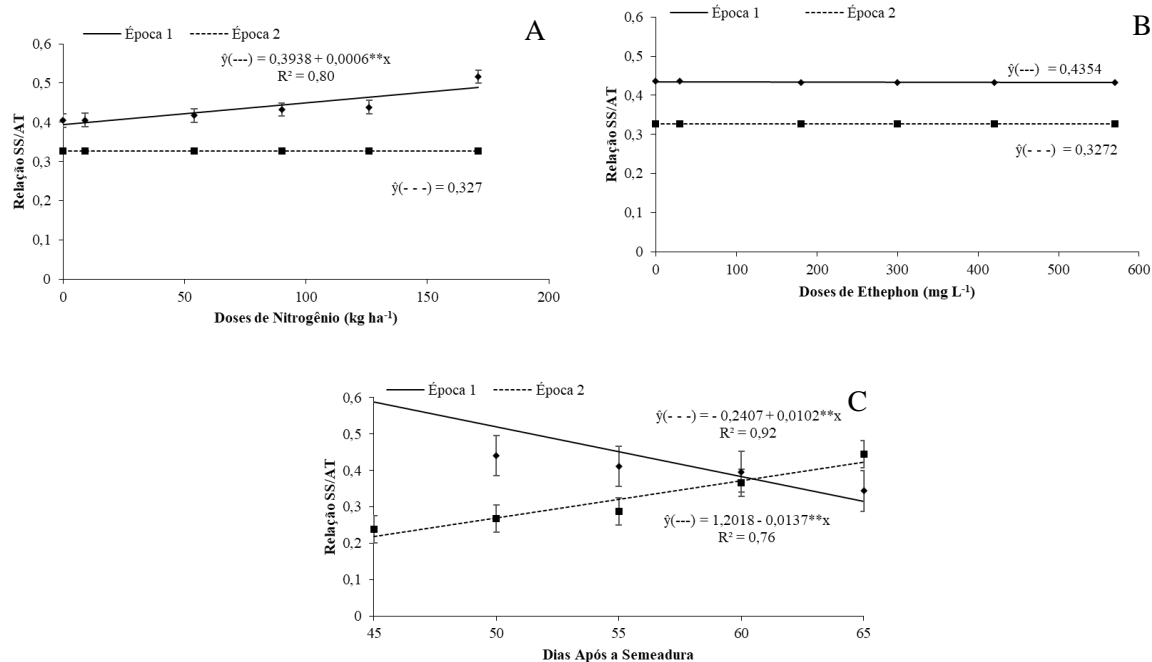 Época 1 Época 2
A
ŷ(---) = 0,3938 + 0,0006**x
R² = 0,80
ŷ(- - -) = 0,327
0,6
0,5
0,4
0,3
0,2
0,1
0
Relação SS/AT
0 50 100 150 200
Doses de Nitrogênio (kg ha⁻¹)
Época 1 Época 2
B
ŷ(---) = 0,4354
ŷ(- - -) = 0,3272
0,6
0,5
0,4
0,3
0,2
0,1
0
Relação SS/AT
0 100 200 300 400 500 600
Doses de Ethephon (mg L⁻¹)
Época 1 Época 2
C
ŷ(- - -) = - 0,2407 + 0,0102**x
R² = 0,92
ŷ(---) = 1,2018 - 0,0137**x
R² = 0,76
0,6
0,5
0,4
0,3
0,2
0,1
0
Relação SS/AT
45 50 55 60 65
Dias Após a Semeadura